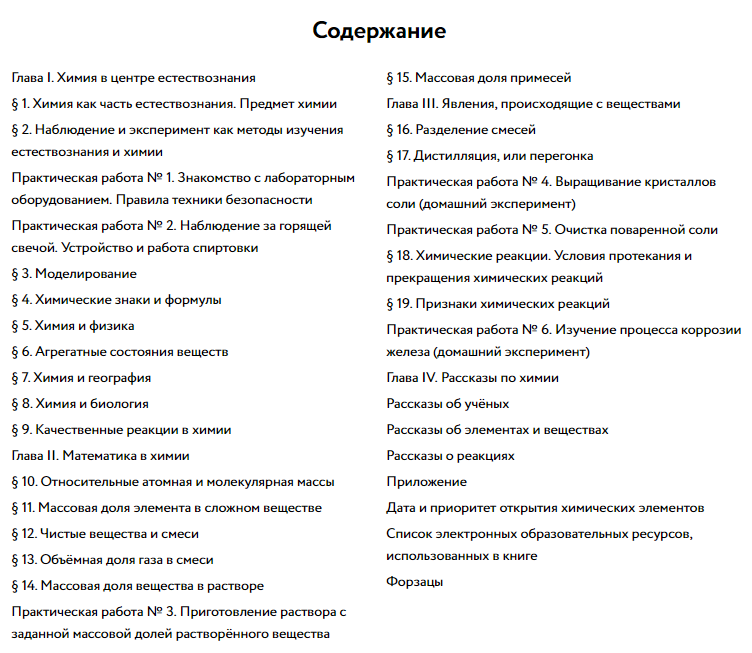 Содержание
Глава I. Химия в центре естествознания
§ 1. Химия как часть естествознания. Предмет химии
§ 2. Наблюдение и эксперимент как методы изучения
естествознания и химии
Практическая работа № 1. Знакомство с лабораторным
оборудованием. Правила техники безопасности
Практическая работа № 2. Наблюдение за горящей
свечой. Устройство и работа спиртовки
§ 3. Моделирование
§ 4. Химические знаки и формулы
§ 5. Химия и физика
§ 6. Агрегатные состояния веществ
§ 7. Химия и география
§ 8. Химия и биология
§ 9. Качественные реакции в химии
Глава II. Математика в химии
§ 10. Относительные атомная и молекулярная массы
§ 11. Массовая доля элемента в сложном веществе
§ 12. Чистые вещества и смеси
§ 13. Объёмная доля газа в смеси
§ 14. Массовая доля вещества в растворе
Практическая работа № 3. Приготовление раствора с
заданной массовой долей растворённого вещества
§ 15. Массовая доля примесей
Глава III. Явления, происходящие с веществами
§ 16. Разделение смесей
§ 17. Дистилляция, или перегонка
Практическая работа № 4. Выращивание кристаллов
соли (домашний эксперимент)
Практическая работа № 5. Очистка поваренной соли
§ 18. Химические реакции. Условия протекания и
прекращения химических реакций
§ 19. Признаки химических реакций
Практическая работа № 6. Изучение процесса коррозии
железа (домашний эксперимент)
Глава IV. Рассказы по химии
Рассказы об учёных
Рассказы об элементах и веществах
Рассказы о реакциях
Приложение
Дата и приоритет открытия химических элементов
Список электронных образовательных ресурсов,
использованных в книге
Форзацы